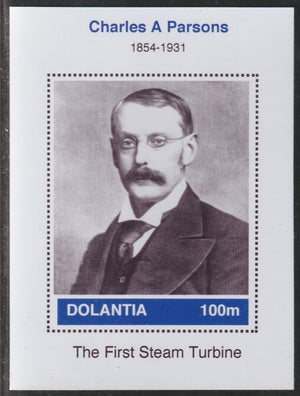 Charles A Parsons
1854-1931
DOLANTIA 100m
The First Steam Turbine